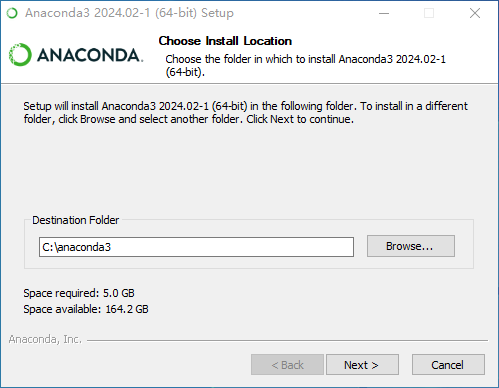 Anaconda3 2024.02-1 (64-bit) Setup
ANACONDA.
Choose Install Location
Choose the folder in which to install Anaconda3 2024.02-1
(64-bit).
Setup will install Anaconda3 2024.02-1 (64-bit) in the following folder. To install in a different
folder, click Browse and select another folder. Click Next to continue.
Destination Folder
C:\anaconda3
Browse...
Space required: 5.0 GB
Space available: 164.2 GB
Anaconda, Inc.
< Back
Next >
Cancel